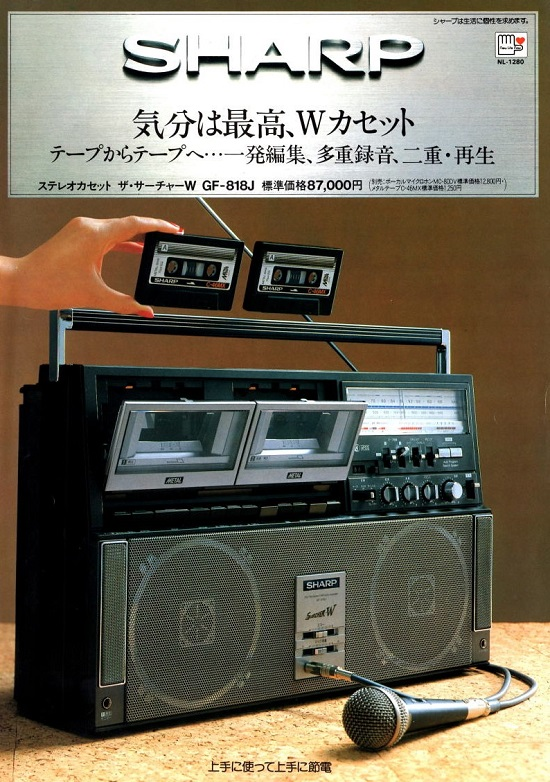 シャープは生活に個性を求めます。
SHARP
NL-1280
気分は最高、Wカセット
テープからテープへ…一発編集、多重録音、二重・再生
ステレオカセット ザ・サーチャーW GF-818J 標準価格87,000円
別売:ボーカルマイクロホンMC-80DV標準価格12,800円・
メタルテープC-46MX標準価格1,250円
A
SHARP
C-46MX
METAL
A
SHARP
C-46MX
METAL
METAL
METAL
SHARP
SEARCHER W
上手に使って上手に節電